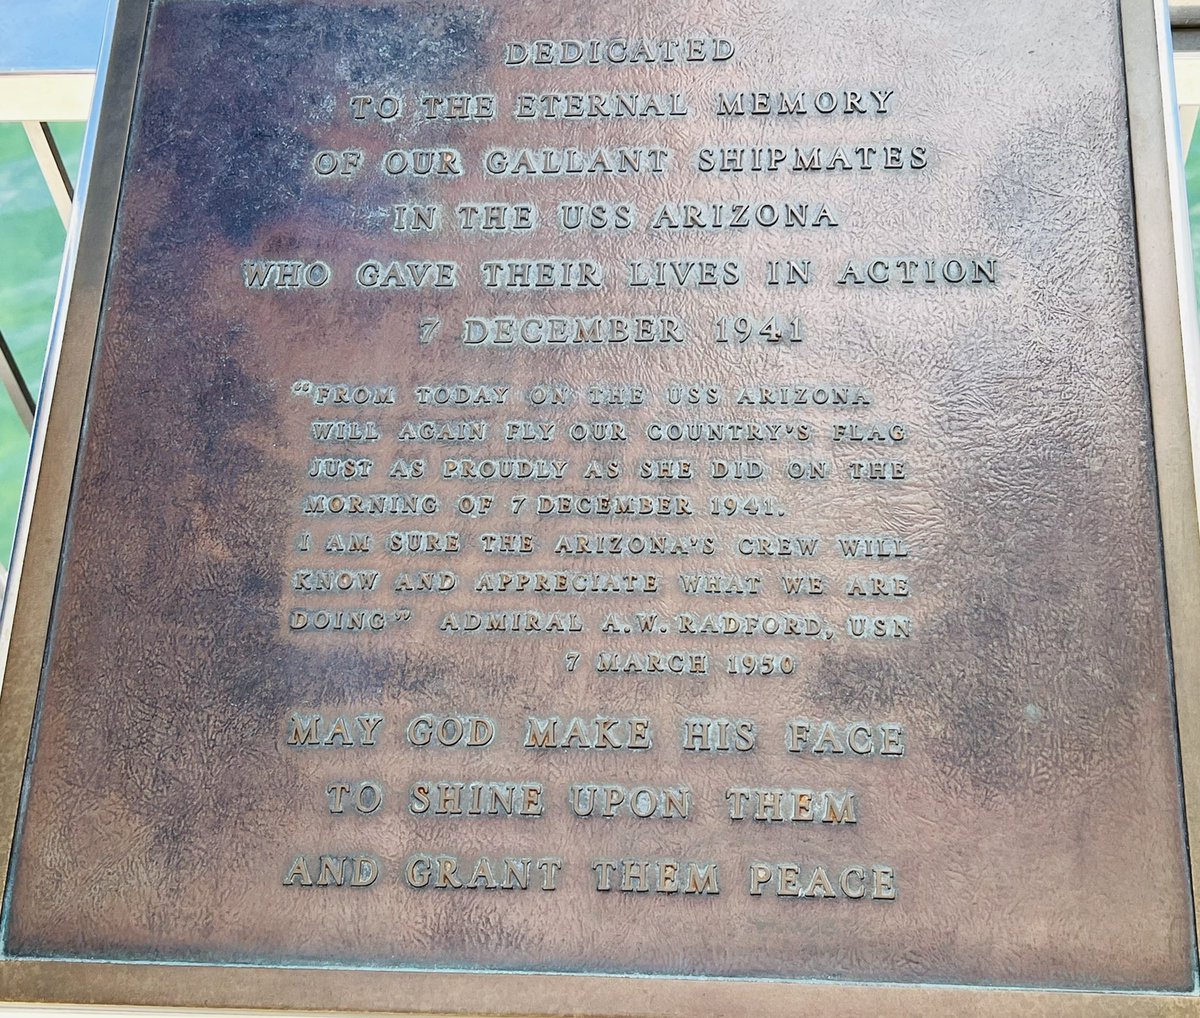 DEDICATED
TO THE ETERNAL MEMORY
OF OUR GALLANT SHIPMATES
IN THE USS ARIZONA
WHO GAVE THEIR LIVES IN ACTION
7 DECEMBER 1941
“FROM TODAY ON THE USS ARIZONA
WILL AGAIN FLY OUR COUNTRY’S FLAG
JUST AS PROUDLY AS SHE DID ON THE
MORNING OF 7 DECEMBER 1941.
I AM SURE THE ARIZONA’S CREW WILL
KNOW AND APPRECIATE WHAT WE ARE
DOING” ADMIRAL A.W. RADFORD, USN
7 MARCH 1950
MAY GOD MAKE HIS FACE
TO SHINE UPON THEM
AND GRANT THEM PEACE